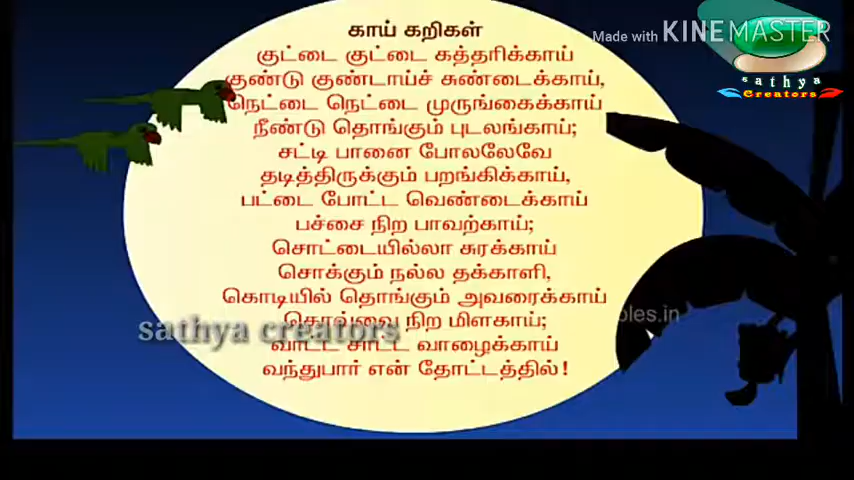 காய் கறிகள்
Made with KINEMASTER
குட்டை குட்டை கத்தரிக்காய்
குண்டு குண்டாய்ச் சுண்டைக்காய்,
sathya
Creators
நெட்டை நெட்டை முருங்கைக்காய்
நீண்டு தொங்கும் புடலங்காய்;
சட்டி பானை போலலேவே
தடித்திருக்கும் பறங்கிக்காய்,
பட்டை போட்ட வெண்டைக்காய்
பச்சை நிற பாவற்காய்;
சொட்டையில்லா சுரக்காய்
சொக்கும் நல்ல தக்காளி,
கொடியில் தொங்கும் அவரைக்காய்
நிற மிளகாய்;
sathya creators
வாழைக்காய்
வந்துபார் என் தோட்டத்தில்!